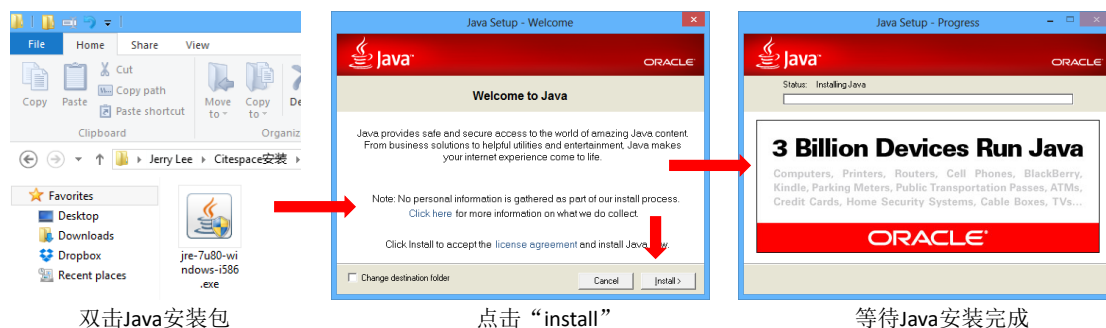 File Home Share View
Copy
Paste
Cut
Copy path
Paste shortcut
Move to
Copy to
De
Clipboard
Organiz
Jerry Lee
Citespace安装
Favorites
Desktop
Downloads
Dropbox
Recent places
jre-7u80-wi
ndows-i586
.exe
双击Java安装包
Java Setup - Welcome
Java
ORACLE
Welcome to Java
Java provides safe and secure access to the world of amazing Java content.
From business solutions to helpful utilities and entertainment, Java makes
your internet experience come to life.
Note: No personal information is gathered as part of our install process.
Click here for more information on what we do collect.
Click Install to accept the license agreement and install Java
Change destination folder
Cancel
Install >
点击“install”
Java Setup - Progress
Java
ORACLE
Status: Installing Java
3 Billion Devices Run Java
Computers, Printers, Routers, Cell Phones, BlackBerry,
Kindle, Parking Meters, Public Transportation Passes, ATMs,
Credit Cards, Home Security Systems, Cable Boxes, TVs...
ORACLE
等待Java安装完成